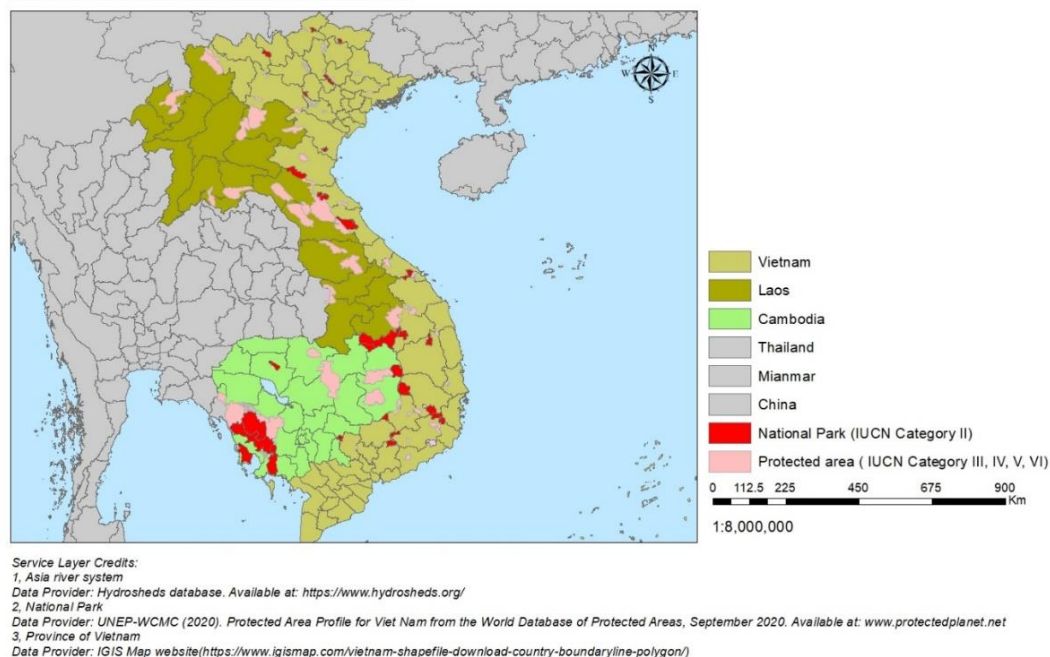 N
W E
S
Vietnam
Laos
Cambodia
Thailand
Mianmar
China
National Park (IUCN Category II)
Protected area ( IUCN Category III, IV, V, VI)
0 112.5 225 450 675 900
Km
1:8,000,000
Service Layer Credits:
1, Asia river system
Data Provider: Hydrosheds database. Available at: https://www.hydrosheds.org/
2, National Park
Data Provider: UNEP-WCMC (2020). Protected Area Profile for Viet Nam from the World Database of Protected Areas, September 2020. Available at: www.protectedplanet.net
3, Province of Vietnam
Data Provider: IGIS Map website(https://www.igismap.com/vietnam-shapefile-download-country-boundaryline-polygon/)